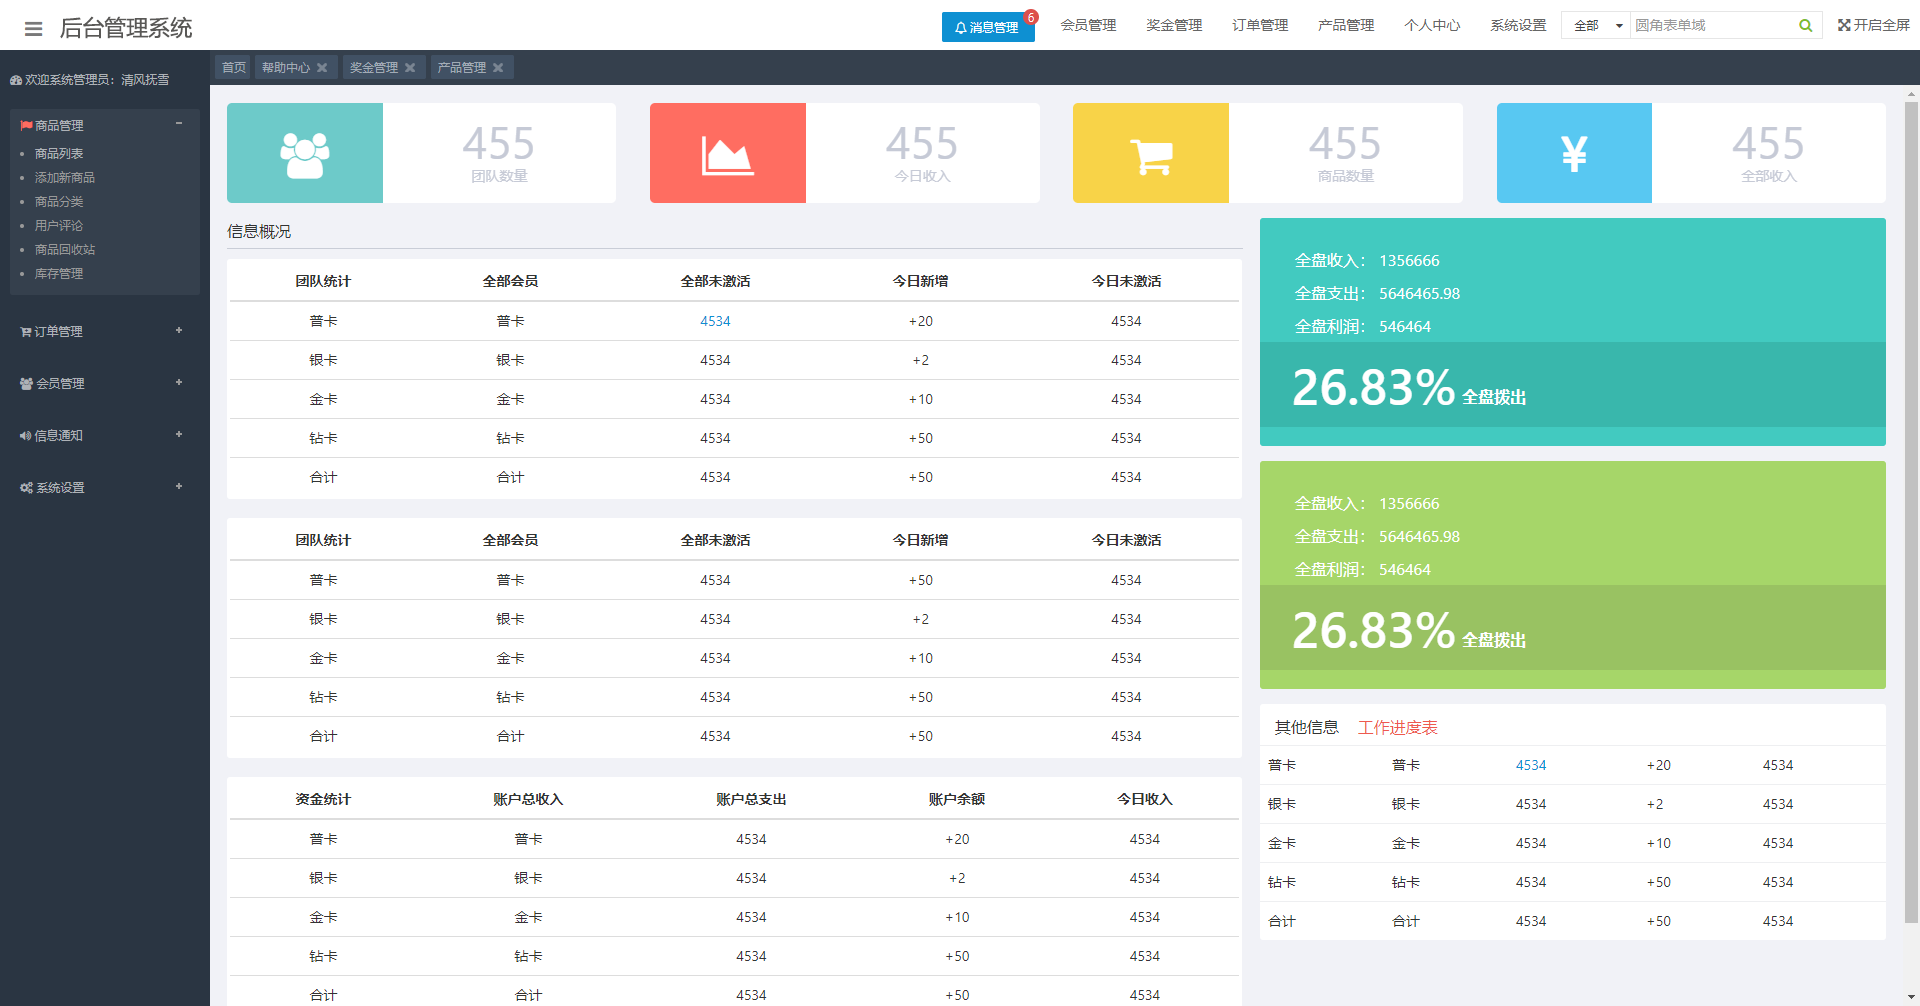 后台管理系统
消息管理 6 会员管理 奖金管理 订单管理 产品管理 个人中心 系统设置 全部 圆角表单域 开启全屏
欢迎系统管理员：清风抚雪
首页 帮助中心 奖金管理 产品管理
商品管理
商品列表
添加新商品
商品分类
用户评论
商品回收站
库存管理
订单管理
会员管理
信息通知
系统设置
455
团队数量
455
今日收入
455
商品数量
455
全部收入
信息概况
团队统计 全部会员 全部未激活 今日新增 今日未激活
普卡 普卡 4534 +20 4534
银卡 银卡 4534 +2 4534
金卡 金卡 4534 +10 4534
钻卡 钻卡 4534 +50 4534
合计 合计 4534 +50 4534
团队统计 全部会员 全部未激活 今日新增 今日未激活
普卡 普卡 4534 +50 4534
银卡 银卡 4534 +2 4534
金卡 金卡 4534 +10 4534
钻卡 钻卡 4534 +50 4534
合计 合计 4534 +50 4534
资金统计 账户总收入 账户总支出 账户余额 今日收入
普卡 普卡 4534 +20 4534
银卡 银卡 4534 +2 4534
金卡 金卡 4534 +10 4534
钻卡 钻卡 4534 +50 4534
合计 合计 4534 +50 4534
全盘收入： 1356666
全盘支出： 5646465.98
全盘利润： 546464
26.83% 全盘拨出
全盘收入： 1356666
全盘支出： 5646465.98
全盘利润： 546464
26.83% 全盘拨出
其他信息 工作进度表
普卡 普卡 4534 +20 4534
银卡 银卡 4534 +2 4534
金卡 金卡 4534 +10 4534
钻卡 钻卡 4534 +50 4534
合计 合计 4534 +50 4534